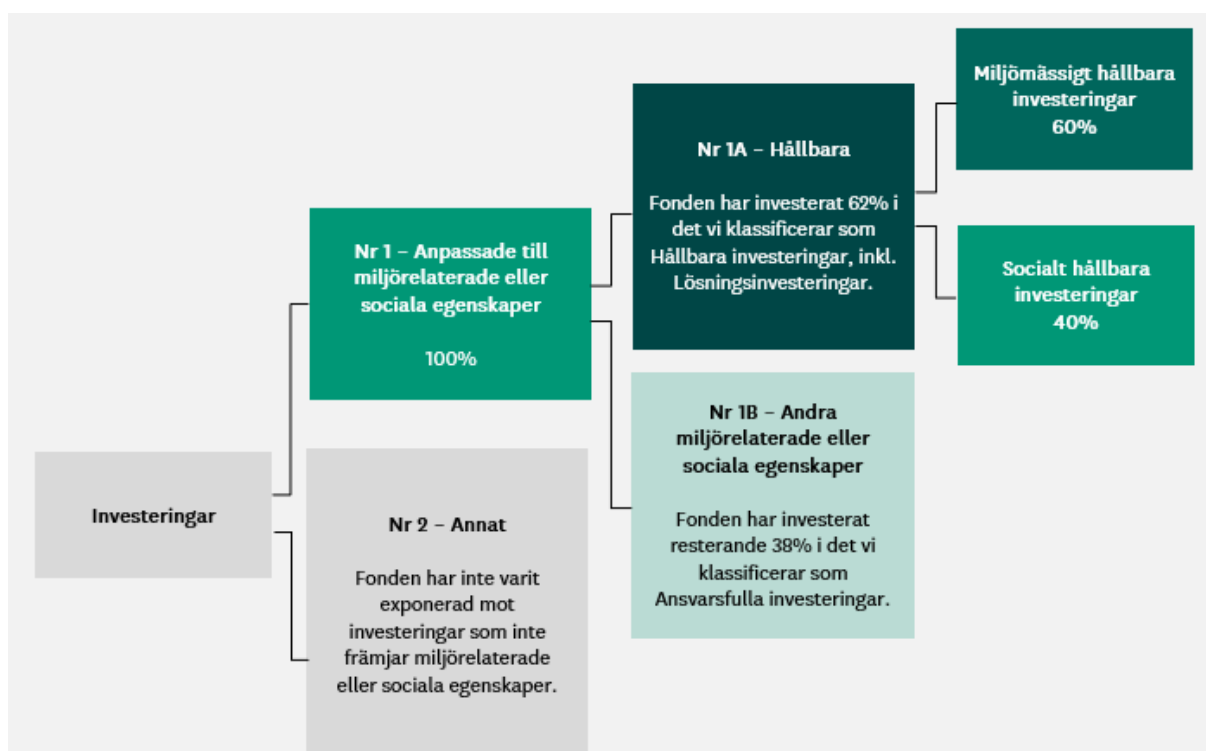 Investeringar
Nr 1 – Anpassade till
miljörelaterade eller
sociala egenskaper
100%
Nr 2 – Annat
Fonden har inte varit
exponerad mot
investeringar som inte
främjar miljörelaterade
eller sociala egenskaper.
Nr 1A – Hållbara
Fonden har investerat 62% i
det vi klassificerar som
Hållbara investeringar, inkl.
Lösningsinvesteringar.
Nr 1B – Andra
miljörelaterade eller
sociala egenskaper
Fonden har investerat
resterande 38% i det vi
klassificerar som
Ansvarsfulla investeringar.
Miljömässigt hållbara
investeringar
60%
Socialt hållbara
investeringar
40%